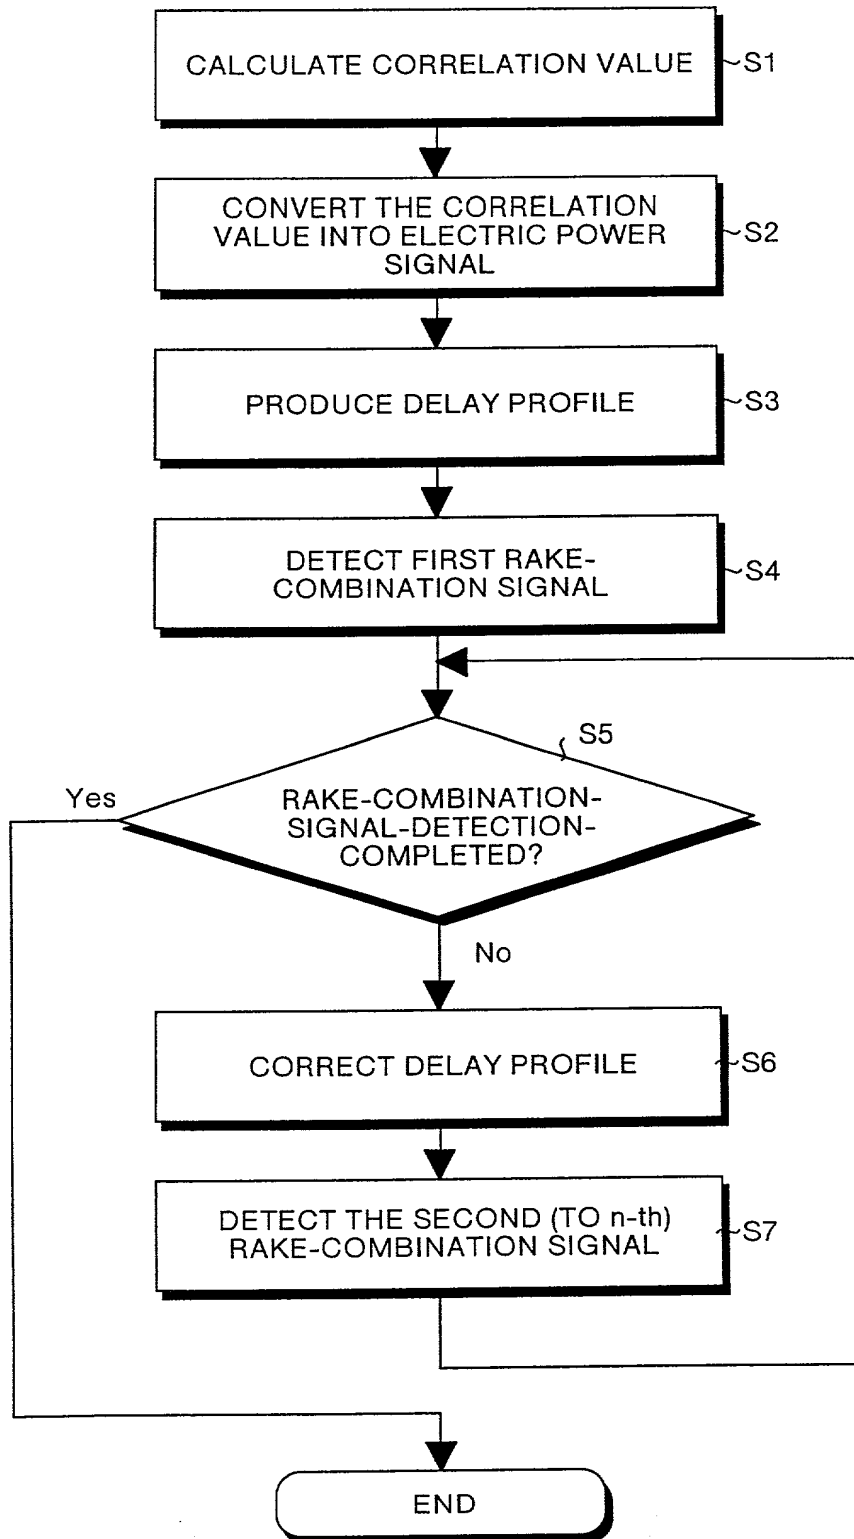 CALCULATE CORRELATION VALUE
S1
CONVERT THE CORRELATION
VALUE INTO ELECTRIC POWER
SIGNAL
S2
PRODUCE DELAY PROFILE
S3
DETECT FIRST RAKE-
COMBINATION SIGNAL
S4
S5
Yes
RAKE-COMBINATION-
SIGNAL-DETECTION-
COMPLETED?
No
CORRECT DELAY PROFILE
S6
DETECT THE SECOND (TO n-th)
RAKE-COMBINATION SIGNAL
S7
END